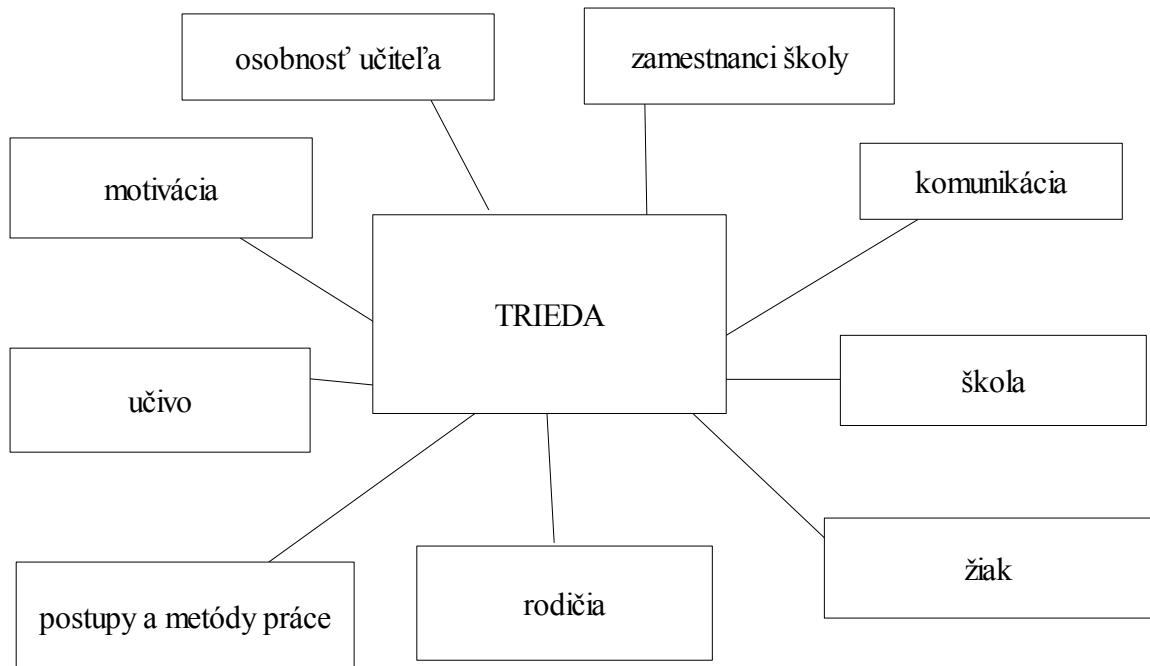 osobnosť učiteľa
zamestnanci školy
motivácia
komunikácia
TRIEDA
učivo
škola
postupy a metódy práce
rodičia
žiak